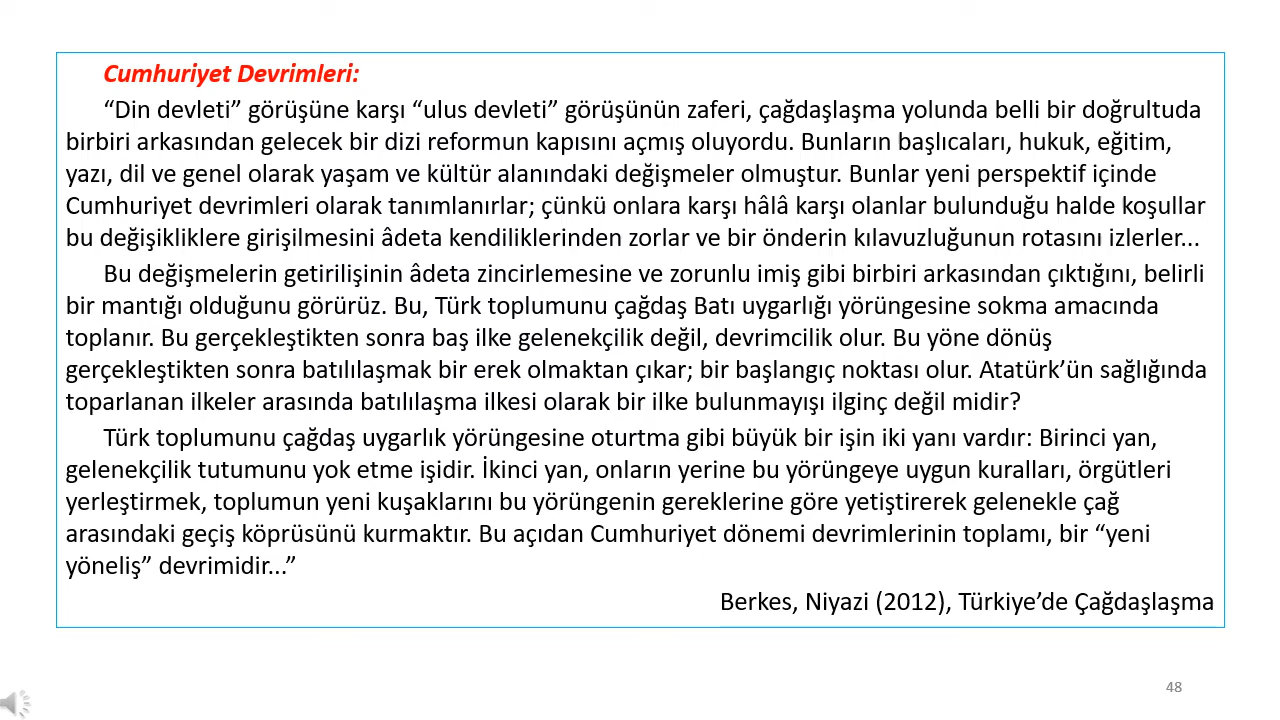 Cumhuriyet Devrimleri:
“Din devleti” görüşüne karşı “ulus devleti” görüşünün zaferi, çağdaşlaşma yolunda belli bir doğrultuda
birbiri arkasından gelecek bir dizi reformun kapısını açmış oluyordu. Bunların başlıcaları, hukuk, eğitim,
yazı, dil ve genel olarak yaşam ve kültür alanındaki değişmeler olmuştur. Bunlar yeni perspektif içinde
Cumhuriyet devrimleri olarak tanımlanırlar; çünkü onlara karşı hâlâ karşı olanlar bulunduğu halde koşullar
bu değişikliklere girişilmesini âdeta kendiliklerinden zorlar ve bir önderin kılavuzluğunun rotasını izlerler...
Bu değişmelerin getirilişinin âdeta zincirlemesine ve zorunlu imiş gibi birbiri arkasından çıktığını, belirli
bir mantığı olduğunu görürüz. Bu, Türk toplumunu çağdaş Batı uygarlığı yörüngesine sokma amacında
toplanır. Bu gerçekleştikten sonra baş ilke gelenekçilik değil, devrimcilik olur. Bu yöne dönüş
gerçekleştikten sonra batılılaşmak bir erek olmaktan çıkar; bir başlangıç noktası olur. Atatürk’ün sağlığında
toparlanan ilkeler arasında batılılaşma ilkesi olarak bir ilke bulunmayışı ilginç değil midir?
Türk toplumunu çağdaş uygarlık yörüngesine oturtma gibi büyük bir işin iki yanı vardır: Birinci yan,
gelenekçilik tutumunu yok etme işidir. İkinci yan, onların yerine bu yörüngeye uygun kuralları, örgütleri
yerleştirmek, toplumun yeni kuşaklarını bu yörüngenin gereklerine göre yetiştirerek gelenekle çağ
arasındaki geçiş köprüsünü kurmaktır. Bu açıdan Cumhuriyet dönemi devrimlerinin toplamı, bir “yeni
yöneliş” devrimidir...”
Berkes, Niyazi (2012), Türkiye’de Çağdaşlaşma
48